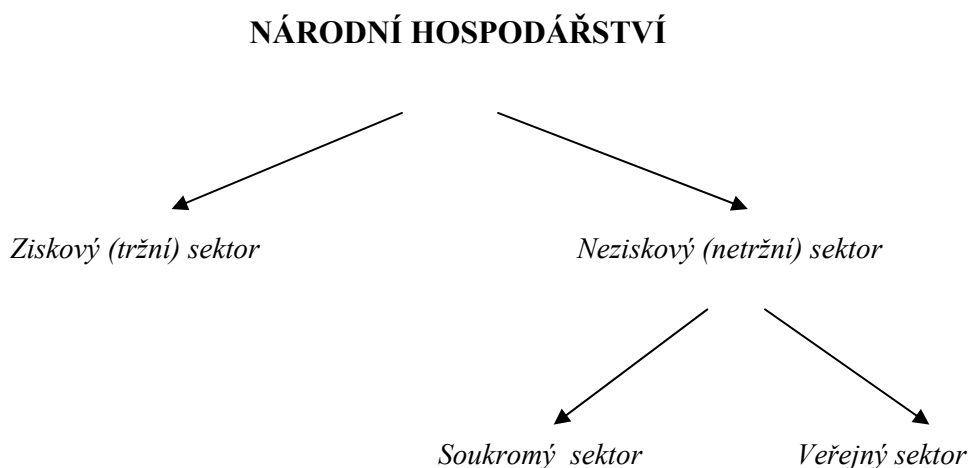 NÁRODNÍ HOSPODÁŘSTVÍ
Ziskový (tržní) sektor Neziskový (netržní) sektor
Soukromý sektor Veřejný sektor